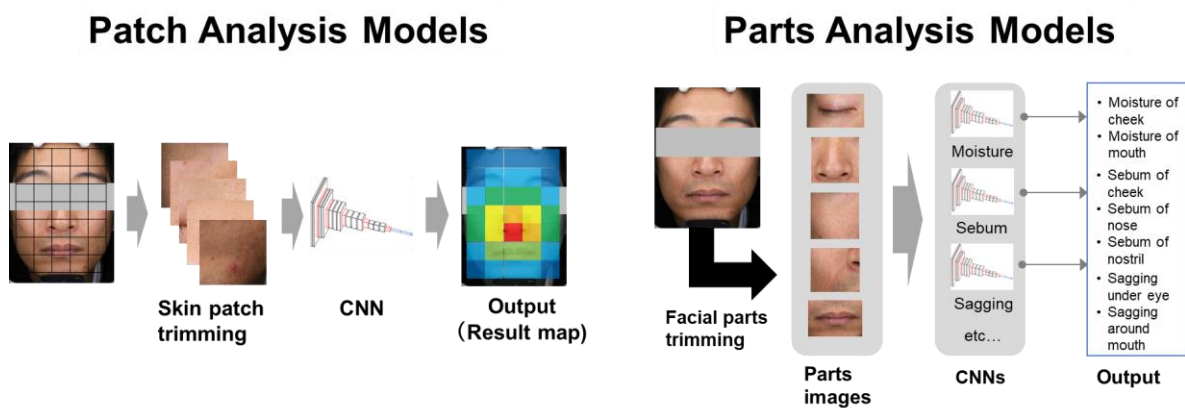 Patch Analysis Models
Skin patch
trimming
CNN
Output
（Result map)
Parts Analysis Models
Facial parts
trimming
Parts
images
Moisture
Sebum
Sagging
etc…
CNNs
• Moisture of
cheek
• Moisture of
mouth
• Sebum of
cheek
• Sebum of
nose
• Sebum of
nostril
• Sagging
under eye
• Sagging
around
mouth
Output